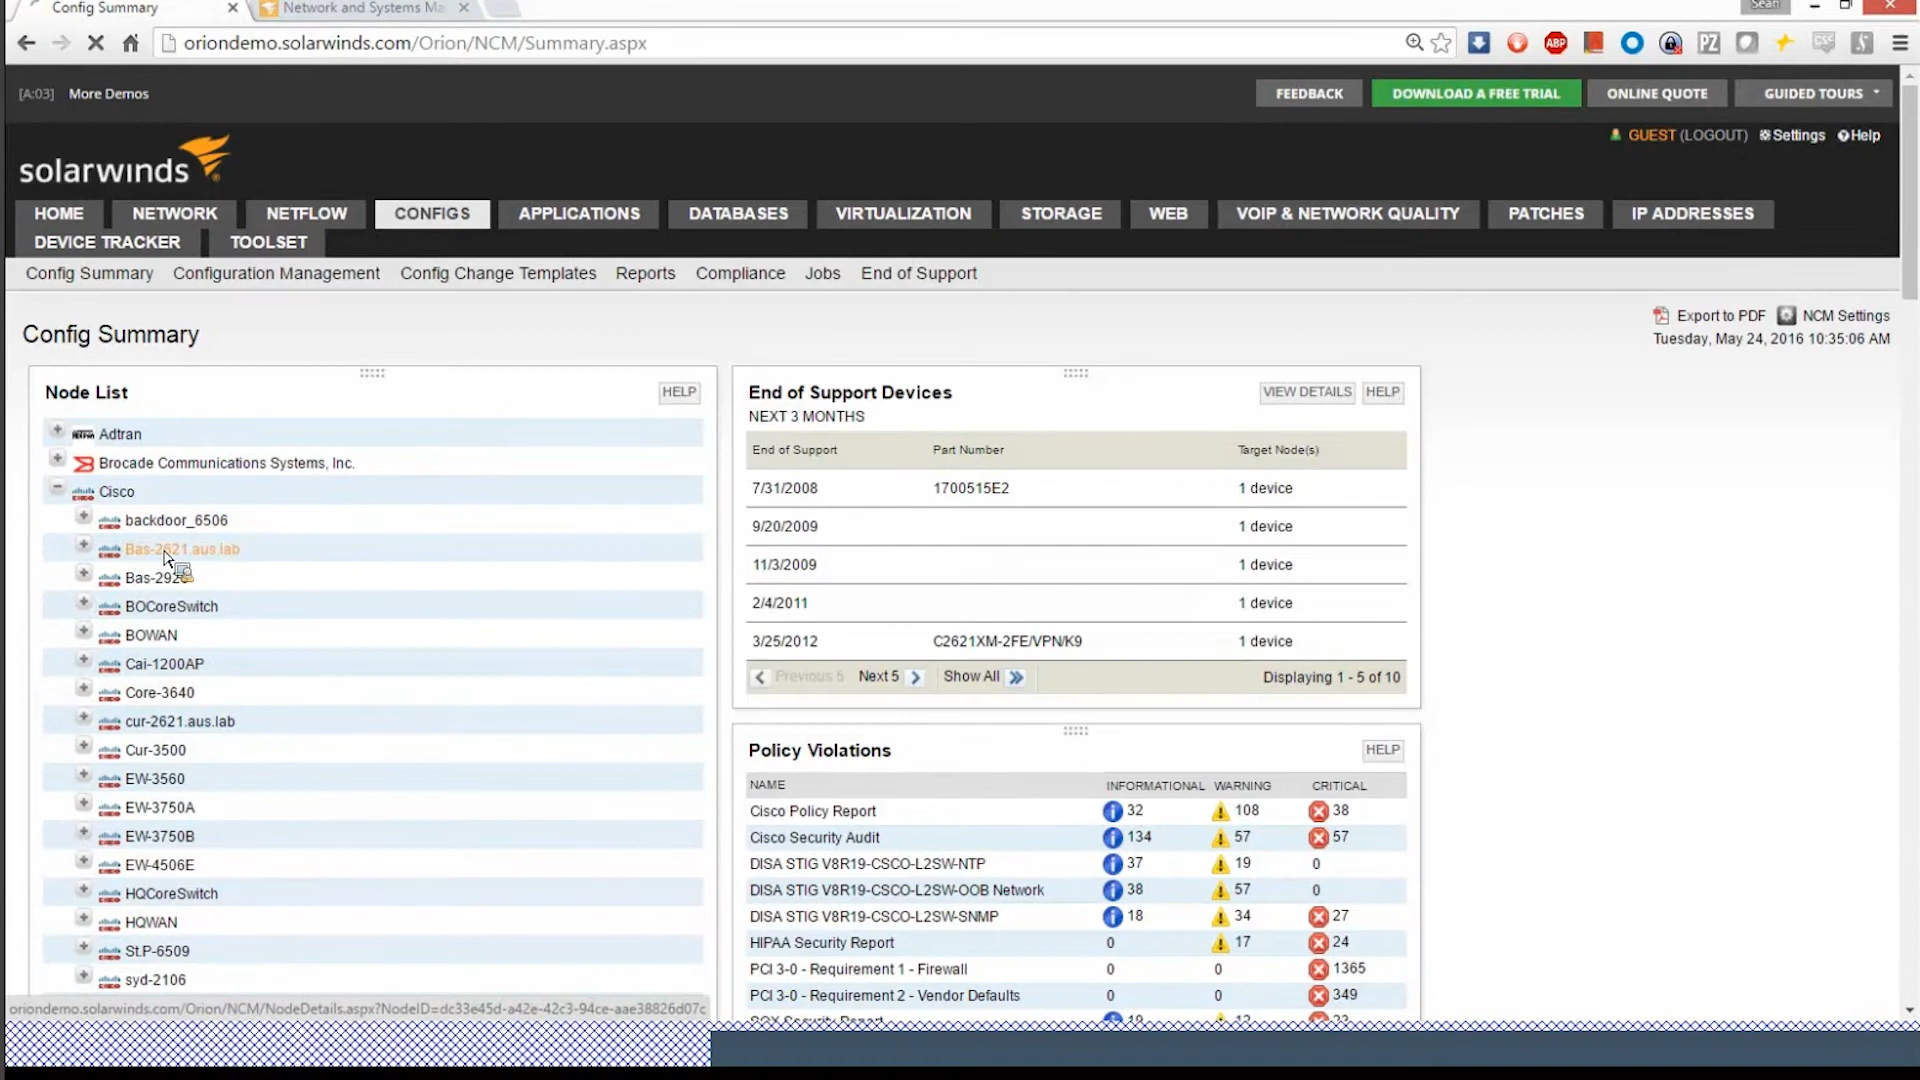 Config Summary
Network and Systems Ma
Sean
oriondemo.solarwinds.com/Orion/NCM/Summary.aspx
ABP
PZ
CSS
[A:03] More Demos
FEEDBACK DOWNLOAD A FREE TRIAL ONLINE QUOTE GUIDED TOURS
GUEST (LOGOUT) Settings Help
solarwinds
HOME NETWORK NETFLOW CONFIGS APPLICATIONS DATABASES VIRTUALIZATION STORAGE WEB VOIP & NETWORK QUALITY PATCHES IP ADDRESSES
DEVICE TRACKER TOOLSET
Config Summary Configuration Management Config Change Templates Reports Compliance Jobs End of Support
Export to PDF NCM Settings
Tuesday, May 24, 2016 10:35:06 AM
Config Summary
Node List HELP
Adtran
Brocade Communications Systems, Inc.
Cisco
backdoor_6506
Bas-2621.aus.lab
BOCoreSwitch
BOWAN
Cai-1200AP
Core-3640
cur-2621.aus.lab
Cur-3500
EW-3560
EW-3750A
EW-3750B
EW-4506E
HQCoreSwitch
HQWAN
St.P-6509
syd-2106
End of Support Devices VIEW DETAILS HELP
NEXT 3 MONTHS
End of Support Part Number Target Node(s)
7/31/2008 1700515E2 1 device
9/20/2009 1 device
11/3/2009 1 device
2/4/2011 1 device
3/25/2012 C2621XM-2FE/VPN/K9 1 device
Previous 5 Next 5 Show All Displaying 1 - 5 of 10
Policy Violations HELP
NAME INFORMATIONAL WARNING CRITICAL
Cisco Policy Report 32 108 38
Cisco Security Audit 134 57 57
DISA STIG V8R19-CSCO-L2SW-NTP 37 19 0
DISA STIG V8R19-CSCO-L2SW-OOB Network 38 57 0
DISA STIG V8R19-CSCO-L2SW-SNMP 18 34 27
HIPAA Security Report 0 17 24
PCI 3-0 - Requirement 1 - Firewall 0 0 1365
PCI 3-0 - Requirement 2 - Vendor Defaults 0 0 349
SOX Security Report
oriondemo.solarwinds.com/Orion/NCM/NodeDetails.aspx?NodeID=dc33e45d-a42e-42c3-94ce-aae38826d07c